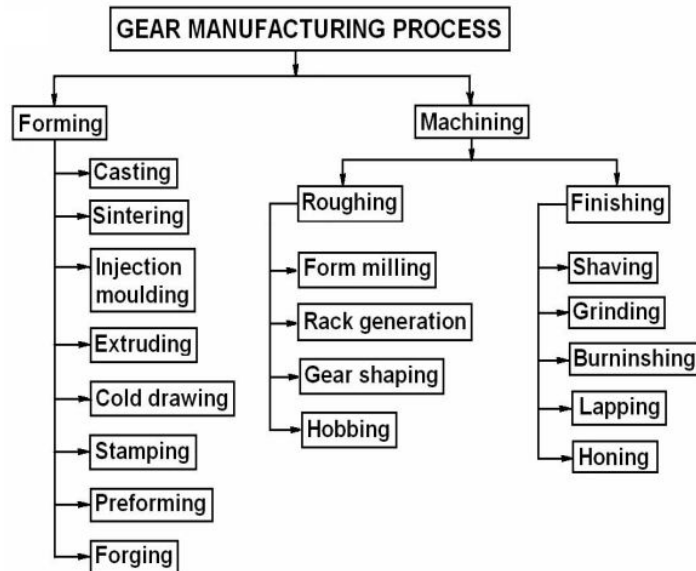 GEAR MANUFACTURING PROCESS
Forming
Casting
Sintering
Injection
moulding
Extruding
Cold drawing
Stamping
Preforming
Forging
Machining
Roughing
Form milling
Rack generation
Gear shaping
Hobbing
Finishing
Shaving
Grinding
Burninshing
Lapping
Honing